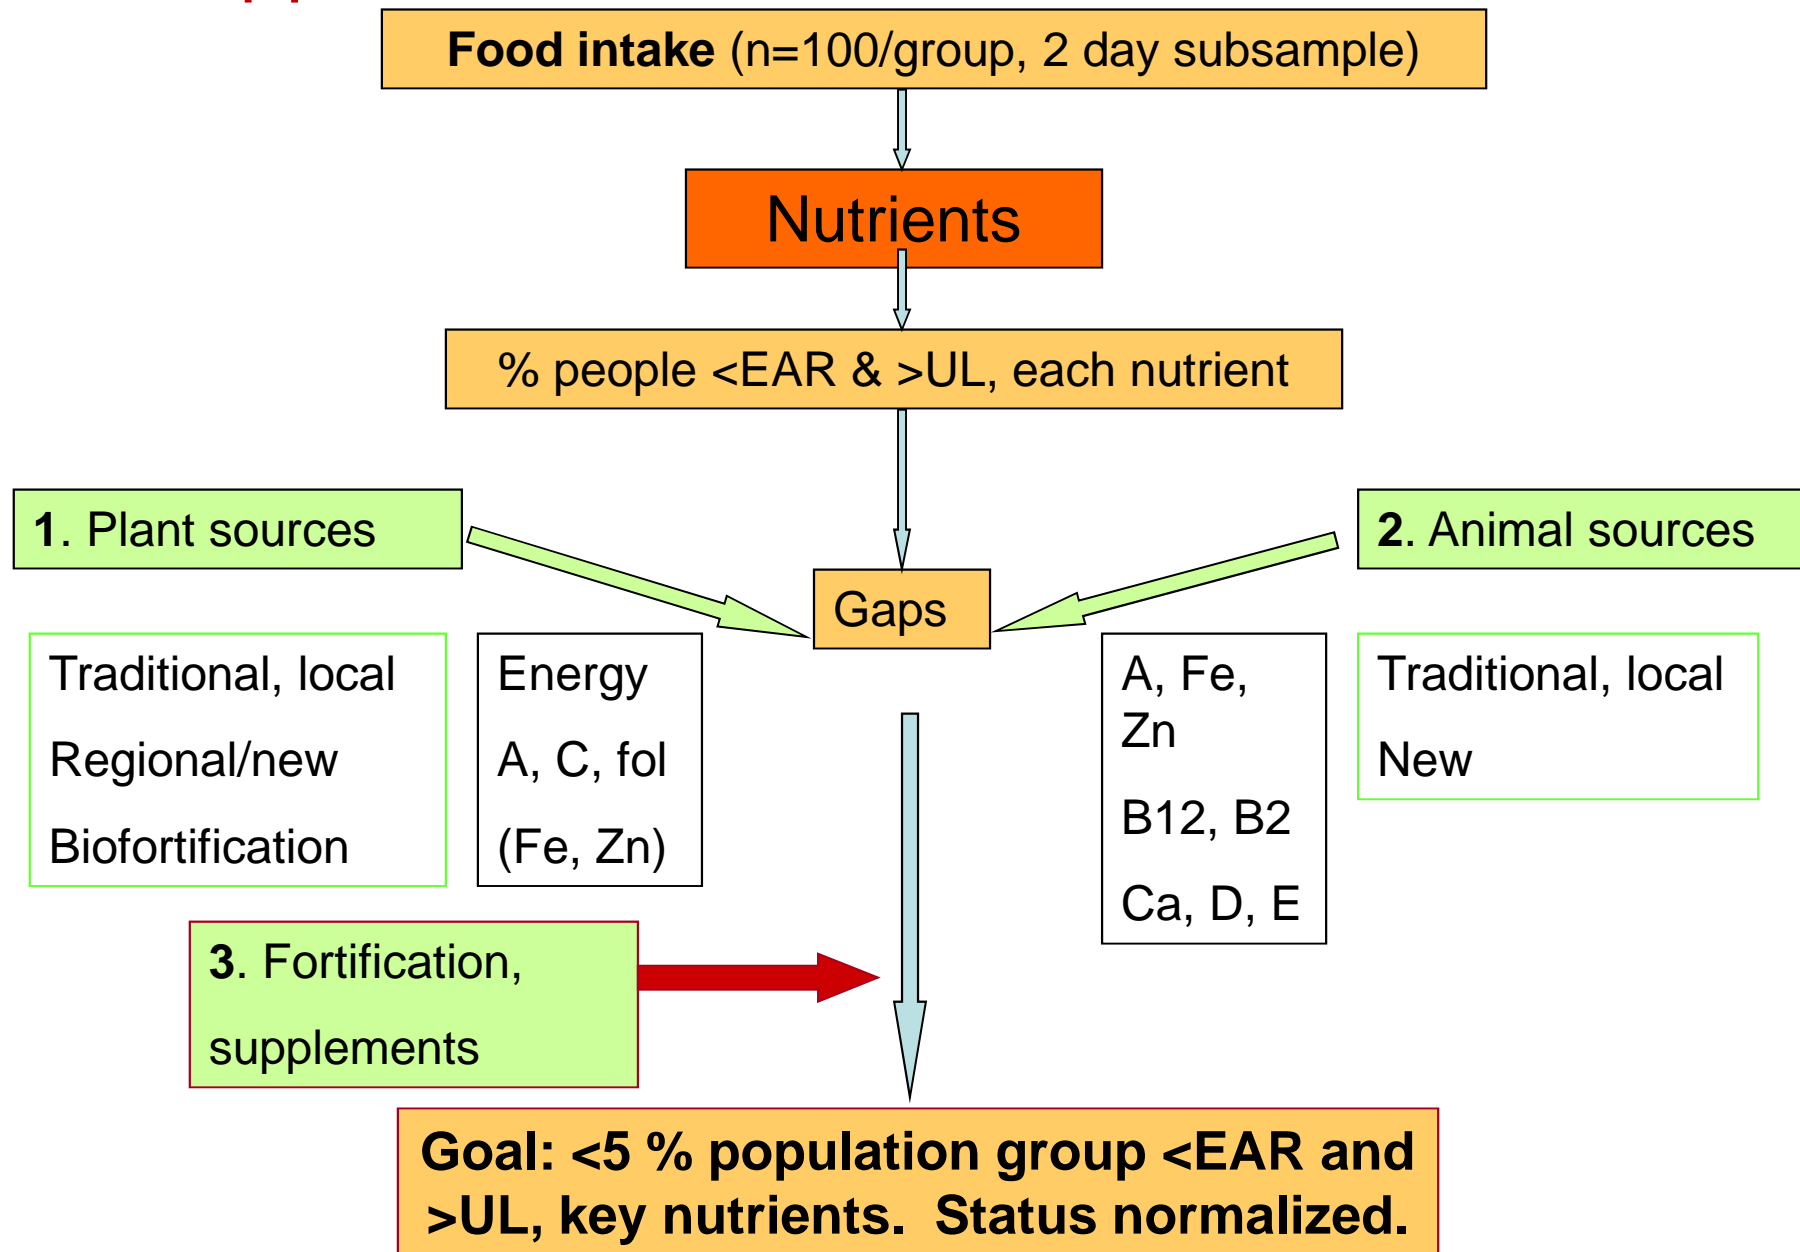 Food intake (n=100/group, 2 day subsample)
Nutrients
% people <EAR & >UL, each nutrient
1. Plant sources
2. Animal sources
Gaps
Traditional, local
Regional/new
Biofortification
Energy
A, C, fol
(Fe, Zn)
A, Fe,
Zn
B12, B2
Ca, D, E
Traditional, local
New
3. Fortification,
supplements
Goal: <5 % population group <EAR and
>UL, key nutrients.  Status normalized.